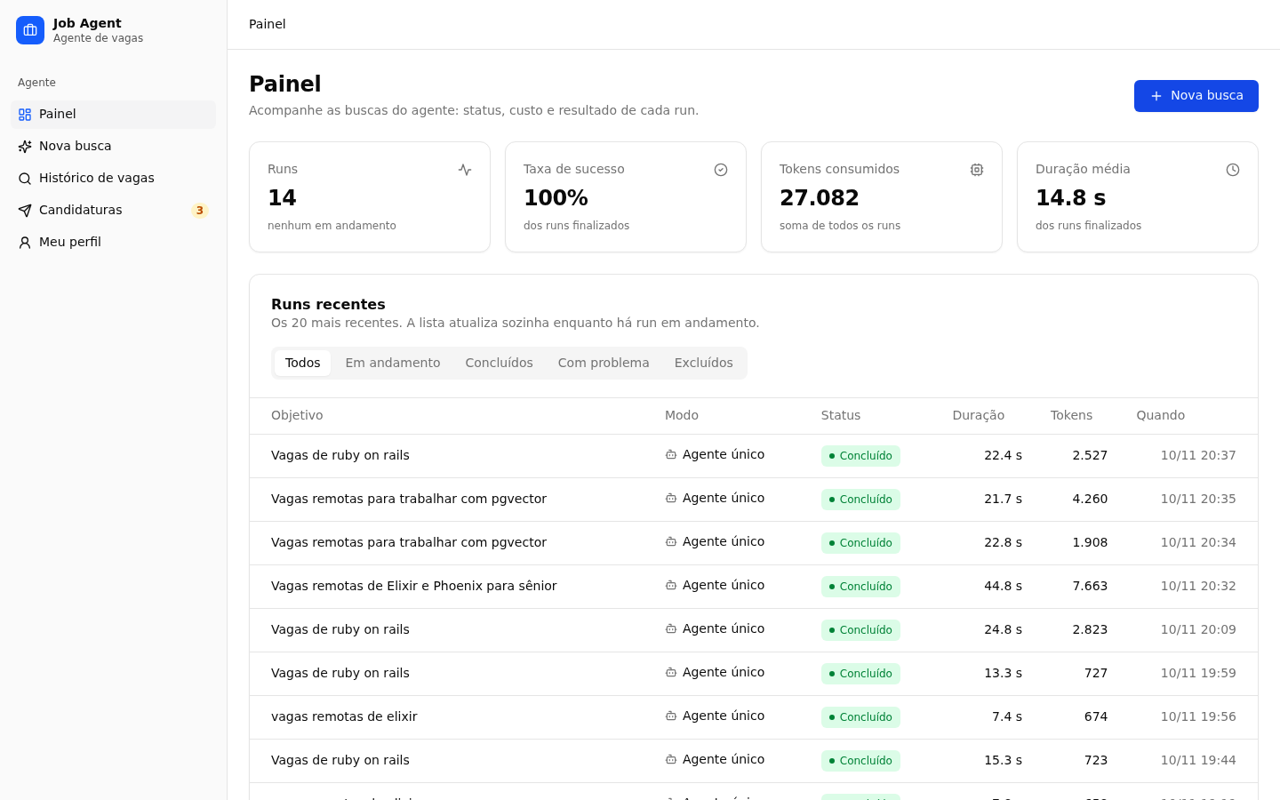 Job Agent
Agente de vagas
Agente
Painel
Nova busca
Histórico de vagas
Candidaturas 3
Meu perfil
Painel
Painel
Acompanhe as buscas do agente: status, custo e resultado de cada run.
Nova busca
Runs
14
nenhum em andamento
Taxa de sucesso
100%
dos runs finalizados
Tokens consumidos
27.082
soma de todos os runs
Duração média
14.8 s
dos runs finalizados
Runs recentes
Os 20 mais recentes. A lista atualiza sozinha enquanto há run em andamento.
Todos Em andamento Concluídos Com problema Excluídos
Objetivo Modo Status Duração Tokens Quando
Vagas de ruby on rails Agente único Concluído 22.4 s 2.527 10/11 20:37
Vagas remotas para trabalhar com pgvector Agente único Concluído 21.7 s 4.260 10/11 20:35
Vagas remotas para trabalhar com pgvector Agente único Concluído 22.8 s 1.908 10/11 20:34
Vagas remotas de Elixir e Phoenix para sênior Agente único Concluído 44.8 s 7.663 10/11 20:32
Vagas de ruby on rails Agente único Concluído 24.8 s 2.823 10/11 20:09
Vagas de ruby on rails Agente único Concluído 13.3 s 727 10/11 19:59
vagas remotas de elixir Agente único Concluído 7.4 s 674 10/11 19:56
Vagas de ruby on rails Agente único Concluído 15.3 s 723 10/11 19:44